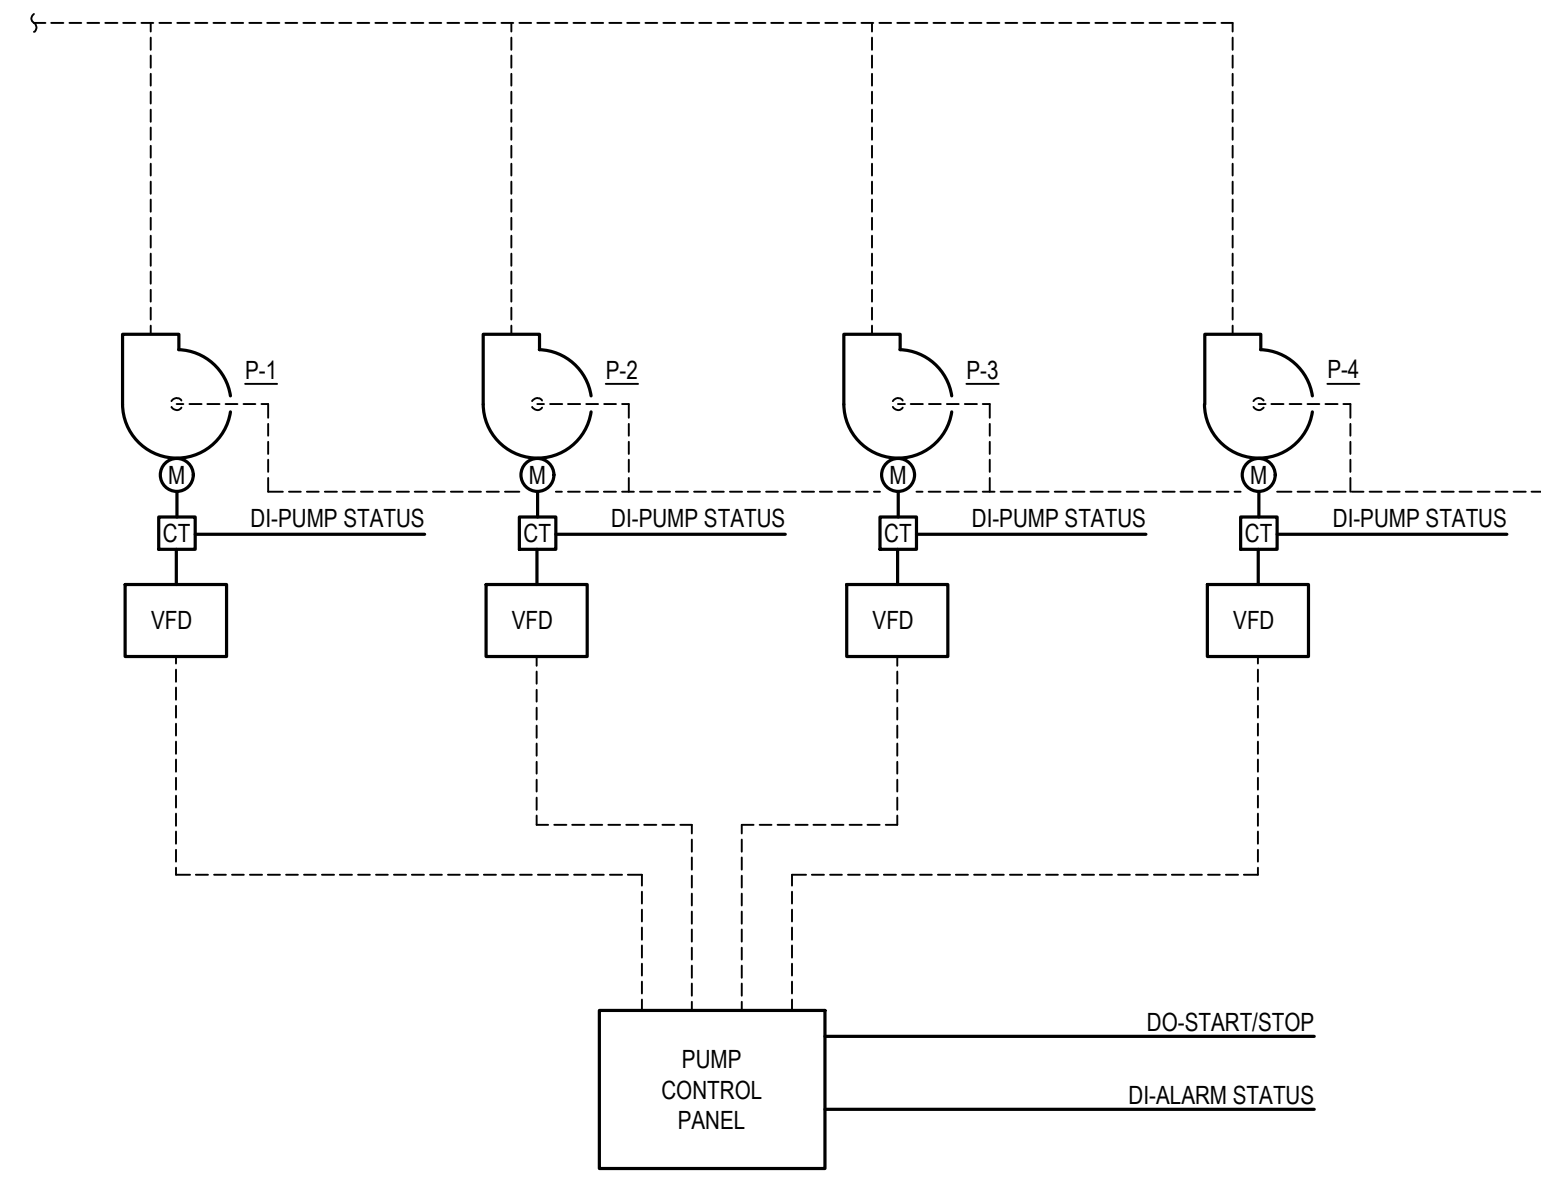 P-1
P-2
P-3
P-4
M
M
M
M
DI-PUMP STATUS
DI-PUMP STATUS
DI-PUMP STATUS
DI-PUMP STATUS
CT
CT
CT
CT
VFD
VFD
VFD
VFD
DO-START/STOP
PUMP
CONTROL
PANEL
DI-ALARM STATUS